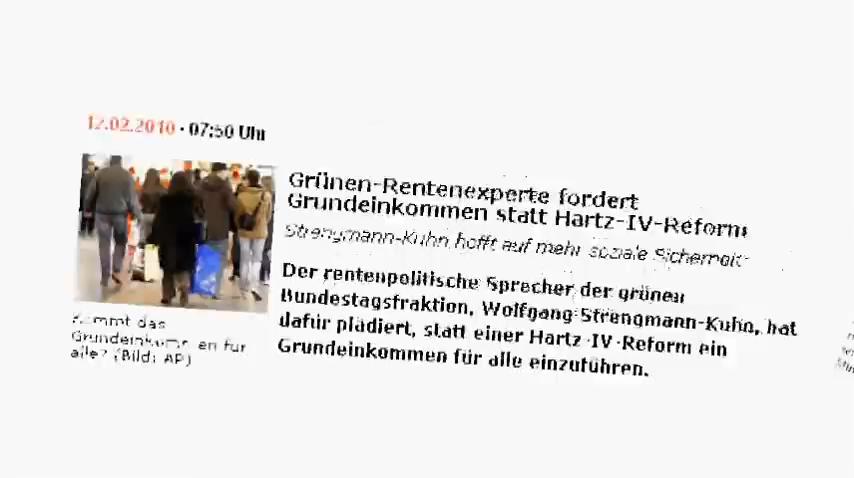 12.02.2010 · 07:50 Uhr
Grünen-Rentenexperte fordert
Grundeinkommen statt Hartz-IV-Reform
Strengmann-Kuhn hofft auf mehr soziale Sicherheit
Der rentenpolitische Sprecher der grünen
Bundestagsfraktion, Wolfgang Strengmann-Kuhn, hat
dafür plädiert, statt einer Hartz-IV-Reform ein
Grundeinkommen für alle einzuführen.
Kommt das
Grundeinkommen für
alle? (Bild: AP)